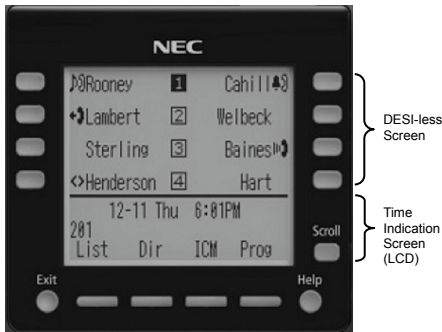 NEC
Rooney 1 Cahill
Lambert 2 Welbeck
Sterling 3 Baines
Henderson 4 Hart
12-11 Thu 6:01PM
201
List Dir ICM Prog
Exit
Scroll
Help
DESI-less
Screen
Time
Indication
Screen
(LCD)